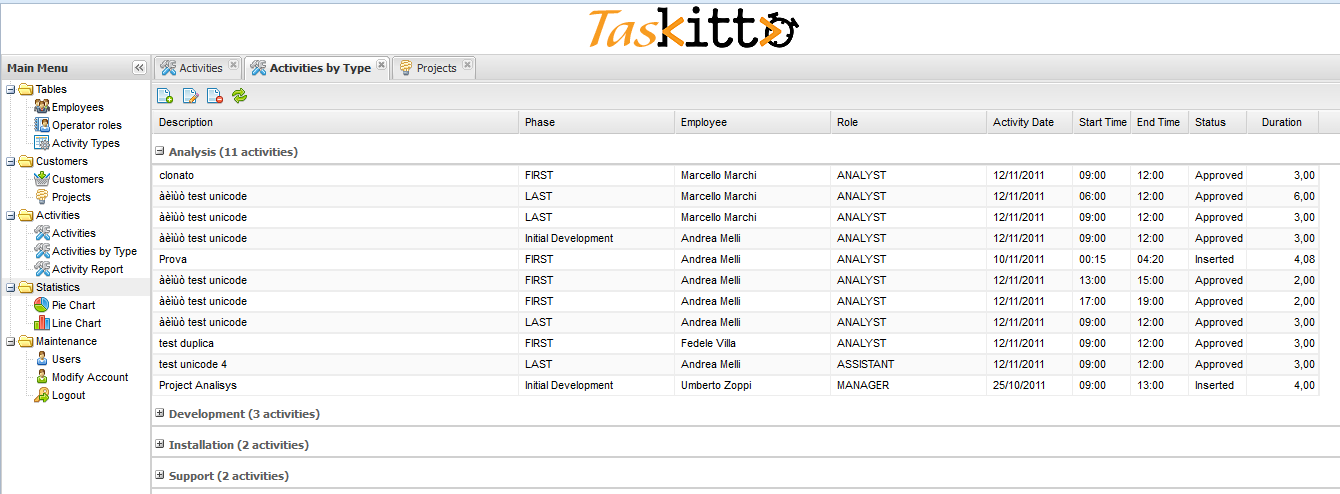 Taskitt
Main Menu
Activities Activities by Type Projects
Tables
Employees
Operator roles
Activity Types
Customers
Customers
Projects
Activities
Activities
Activities by Type
Activity Report
Statistics
Pie Chart
Line Chart
Maintenance
Users
Modify Account
Logout
Description Phase Employee Role Activity Date Start Time End Time Status Duration
Analysis (11 activities)
clonato FIRST Marcello Marchi ANALYST 12/11/2011 09:00 12:00 Approved 3,00
àèìùò test unicode LAST Marcello Marchi ANALYST 12/11/2011 06:00 12:00 Approved 6,00
àèìùò test unicode LAST Marcello Marchi ANALYST 12/11/2011 09:00 12:00 Approved 3,00
àèìùò test unicode Initial Development Andrea Melli ANALYST 12/11/2011 09:00 12:00 Approved 3,00
Prova FIRST Andrea Melli ANALYST 10/11/2011 00:15 04:20 Inserted 4,08
àèìùò test unicode FIRST Andrea Melli ANALYST 12/11/2011 13:00 15:00 Approved 2,00
àèìùò test unicode FIRST Andrea Melli ANALYST 12/11/2011 17:00 19:00 Approved 2,00
àèìùò test unicode LAST Andrea Melli ANALYST 12/11/2011 09:00 12:00 Approved 3,00
test duplica FIRST Fedele Villa ANALYST 12/11/2011 09:00 12:00 Approved 3,00
test unicode 4 LAST Andrea Melli ASSISTANT 12/11/2011 09:00 12:00 Approved 3,00
Project Analisys Initial Development Umberto Zoppi MANAGER 25/10/2011 09:00 13:00 Inserted 4,00
Development (3 activities)
Installation (2 activities)
Support (2 activities)